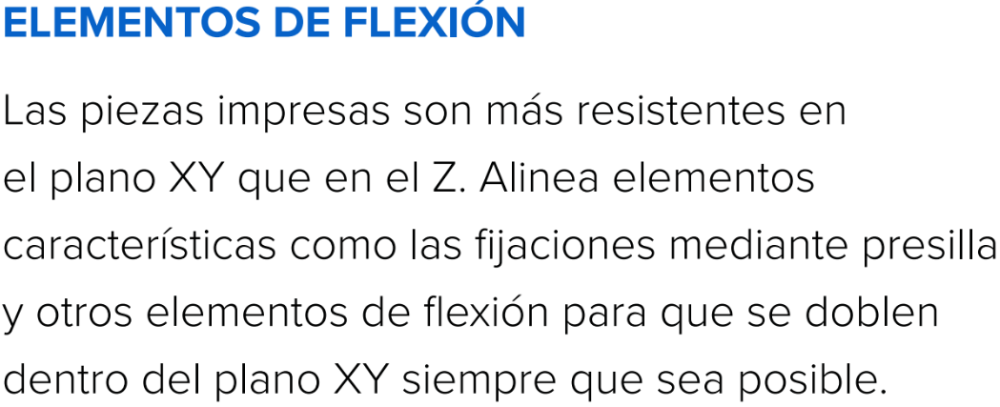 ELEMENTOS DE FLEXIÓN
Las piezas impresas son más resistentes en
el plano XY que en el Z. Alinea elementos
características como las fijaciones mediante presilla
y otros elementos de flexión para que se doblen
dentro del plano XY siempre que sea posible.